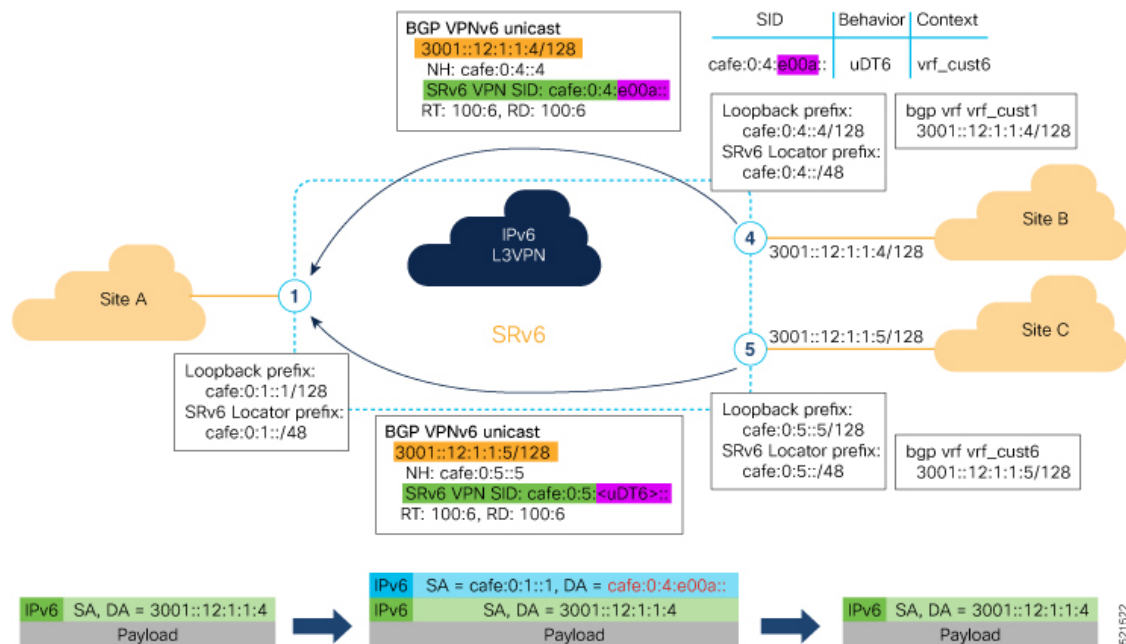 BGP VPNv6 unicast
3001::12:1:1:4/128
NH: cafe:0:4::4
SRv6 VPN SID: cafe:0:4:e00a::
RT: 100:6, RD: 100:6
SID Behavior Context
cafe:0:4:e00a:: uDT6 vrf_cust6
Loopback prefix:
cafe:0:4::4/128
SRv6 Locator prefix:
cafe:0:4::/48
bgp vrf vrf_cust1
3001::12:1:1:4/128
IPv6
L3VPN
SRv6
Site A
1
4
3001::12:1:1:4/128
Site B
5
3001::12:1:1:5/128
Site C
Loopback prefix:
cafe:0:1::1/128
SRv6 Locator prefix:
cafe:0:1::/48
BGP VPNv6 unicast
3001::12:1:1:5/128
NH: cafe:0:5::5
SRv6 VPN SID: cafe:0:5:<uDT6>::
RT: 100:6, RD: 100:6
Loopback prefix:
cafe:0:5::5/128
SRv6 Locator prefix:
cafe:0:5::/48
bgp vrf vrf_cust6
3001::12:1:1:5/128
IPv6 SA, DA = 3001::12:1:1:4
Payload
IPv6 SA = cafe:0:1::1, DA = cafe:0:4:e00a::
IPv6 SA, DA = 3001::12:1:1:4
Payload
IPv6 SA, DA = 3001::12:1:1:4
Payload
521522